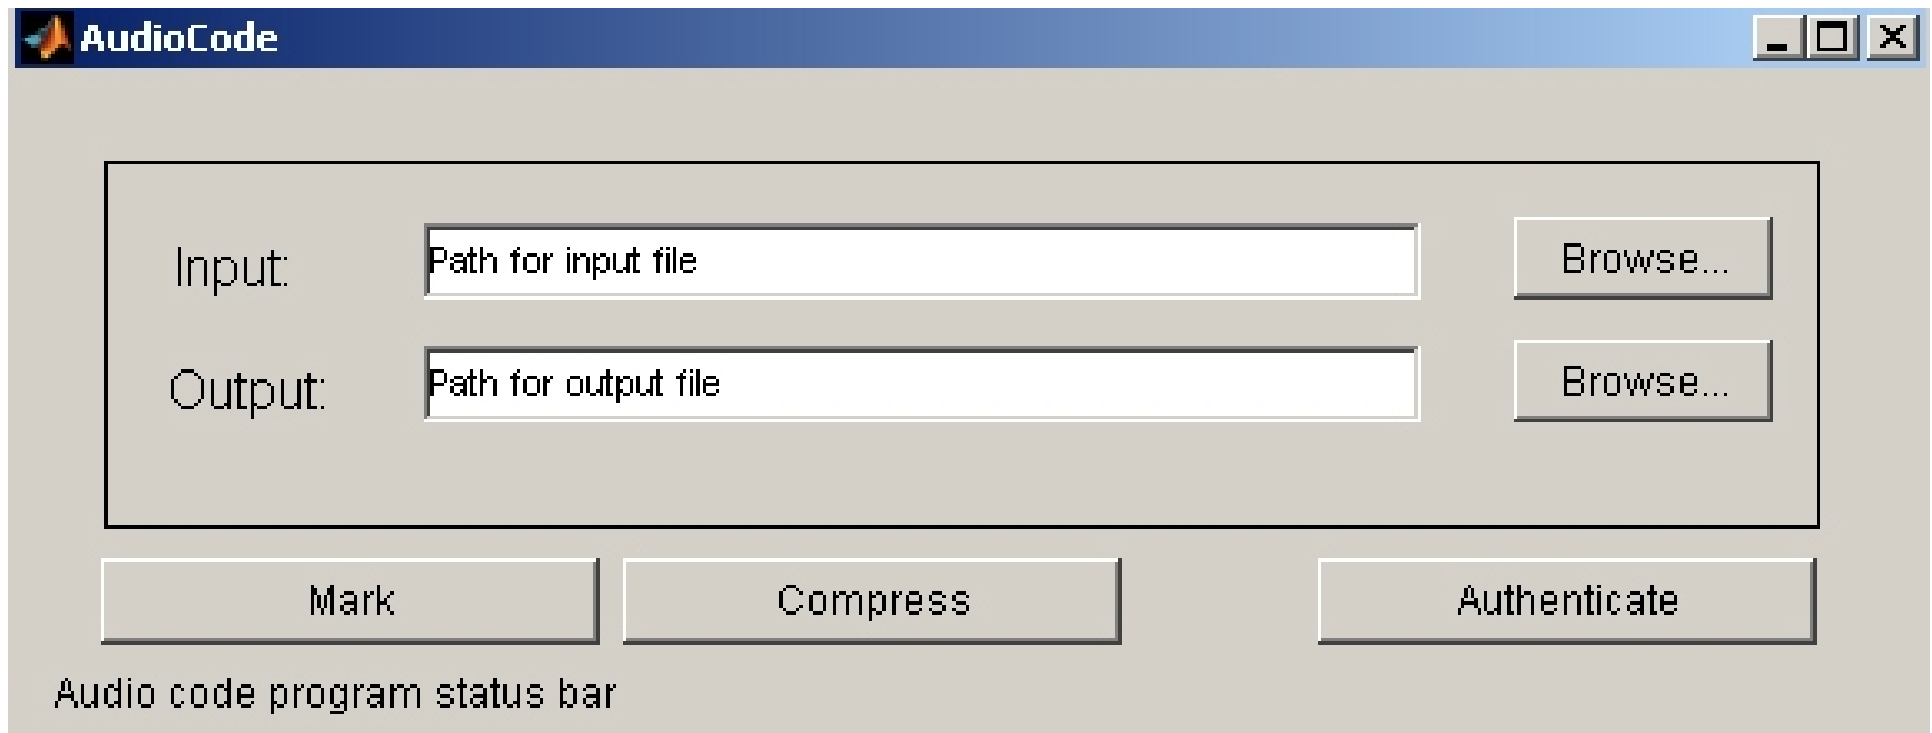 AudioCode
Input: Path for input file Browse...
Output: Path for output file Browse...
Mark Compress Authenticate
Audio code program status bar